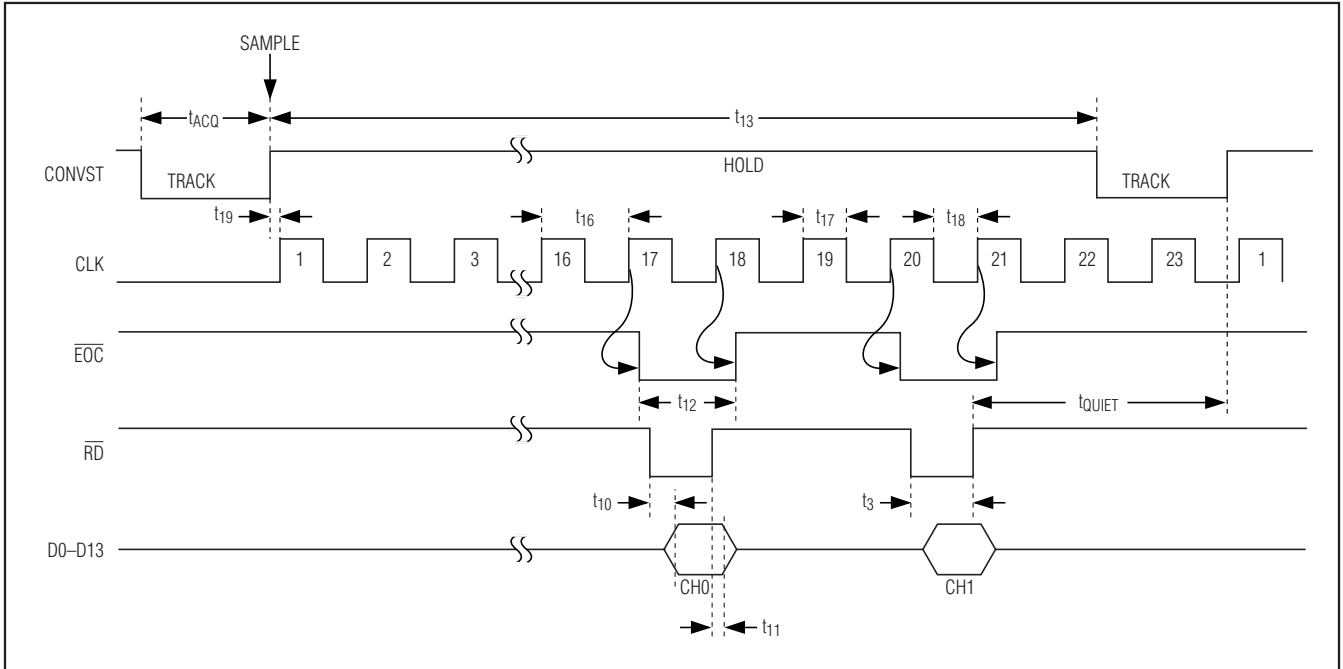 SAMPLE
tACQ
t13
CONVST
TRACK
HOLD
TRACK
t19
t16
t17
t18
CLK
1 2 3 16 17 18 19 20 21 22 23 1
EOC
t12
tQUIET
RD
t10
t3
D0–D13
CH0
CH1
t11